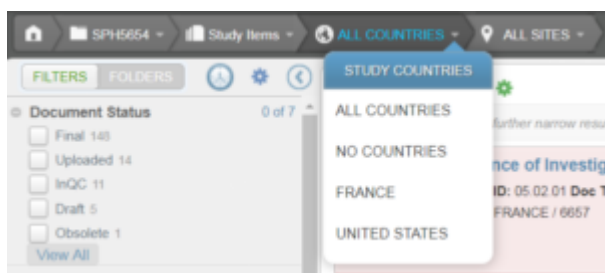 SPH5654 Study Items ALL COUNTRIES ALL SITES
FILTERS FOLDERS
STUDY COUNTRIES
ALL COUNTRIES
NO COUNTRIES
FRANCE
UNITED STATES
Document Status 0 of 7
Final 146
Uploaded 14
InQC 11
Draft 5
Obsolete 1
View All
further narrow resu
nce of Investig
ID: 05.02.01 Doc T
FRANCE / 6657